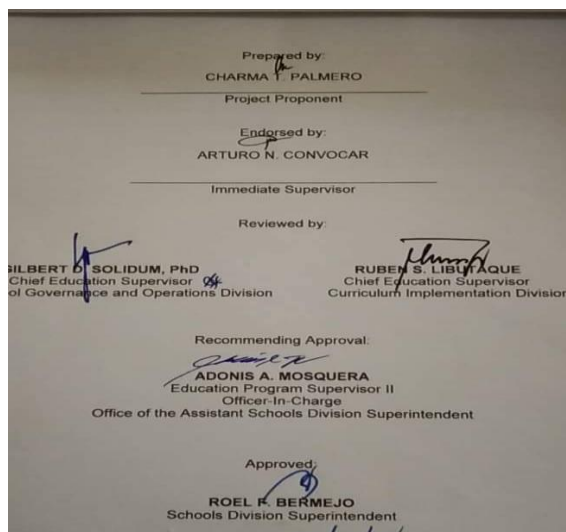 Prepared by:
CHARMA T. PALMERO
Project Proponent
Endorsed by:
ARTURO N. CONVOCAR
Immediate Supervisor
Reviewed by:
GILBERT D. SOLIDUM, PhD
Chief Education Supervisor
ol Governance and Operations Division
RUBEN S. LIBUTAQUE
Chief Education Supervisor
Curriculum Implementation Division
Recommending Approval:
ADONIS A. MOSQUERA
Education Program Supervisor II
Officer-In-Charge
Office of the Assistant Schools Division Superintendent
Approved:
ROEL F. BERMEJO
Schools Division Superintendent